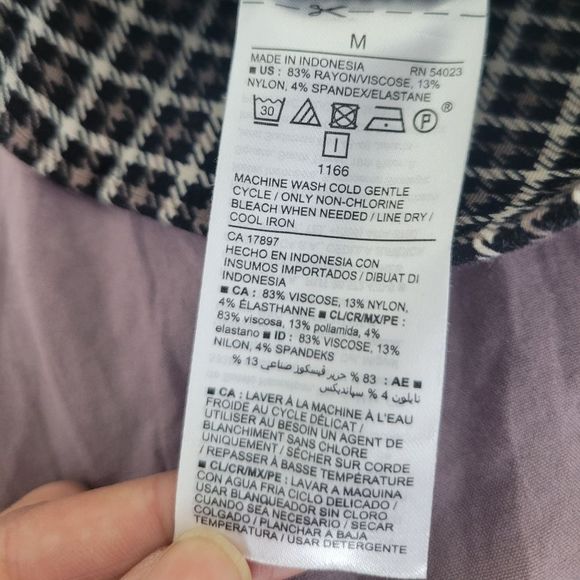 M
MADE IN INDONESIA RN 54023
■ US : 83% RAYON/VISCOSE, 13%
NYLON, 4% SPANDEX/ELASTANE
30 P ®
I
1166
MACHINE WASH COLD GENTLE
CYCLE / ONLY NON-CHLORINE
BLEACH WHEN NEEDED / LINE DRY /
COOL IRON
CA 17897
HECHO EN INDONESIA CON
INSUMOS IMPORTADOS / DIBUAT DI
INDONESIA
■ CA : 83% VISCOSE, 13% NYLON,
4% ÉLASTHANNE ■ CL/CR/MX/PE :
83% viscosa, 13% poliamida, 4%
elastano ■ ID : 83% VISCOSE, 13%
NILON, 4% SPANDEKS
■ AE : 83 % حرير فيسكوز صناعي 13 %
نايلون 4 % سبانديكس
■ CA : LAVER À LA MACHINE À L'EAU
FROIDE AU CYCLE DÉLICAT /
UTILISER AU BESOIN UN AGENT DE
BLANCHIMENT SANS CHLORE
UNIQUEMENT / SÉCHER SUR CORDE
/ REPASSER À BASSE TEMPÉRATURE
■ CL/CR/MX/PE : LAVAR A MAQUINA
CON AGUA FRIA CICLO DELICADO /
USAR BLANQUEADOR SIN CLORO
CUANDO SEA NECESARIO / SECAR
COLGADO / PLANCHAR A BAJA
TEMPERATURA / USAR DETERGENTE